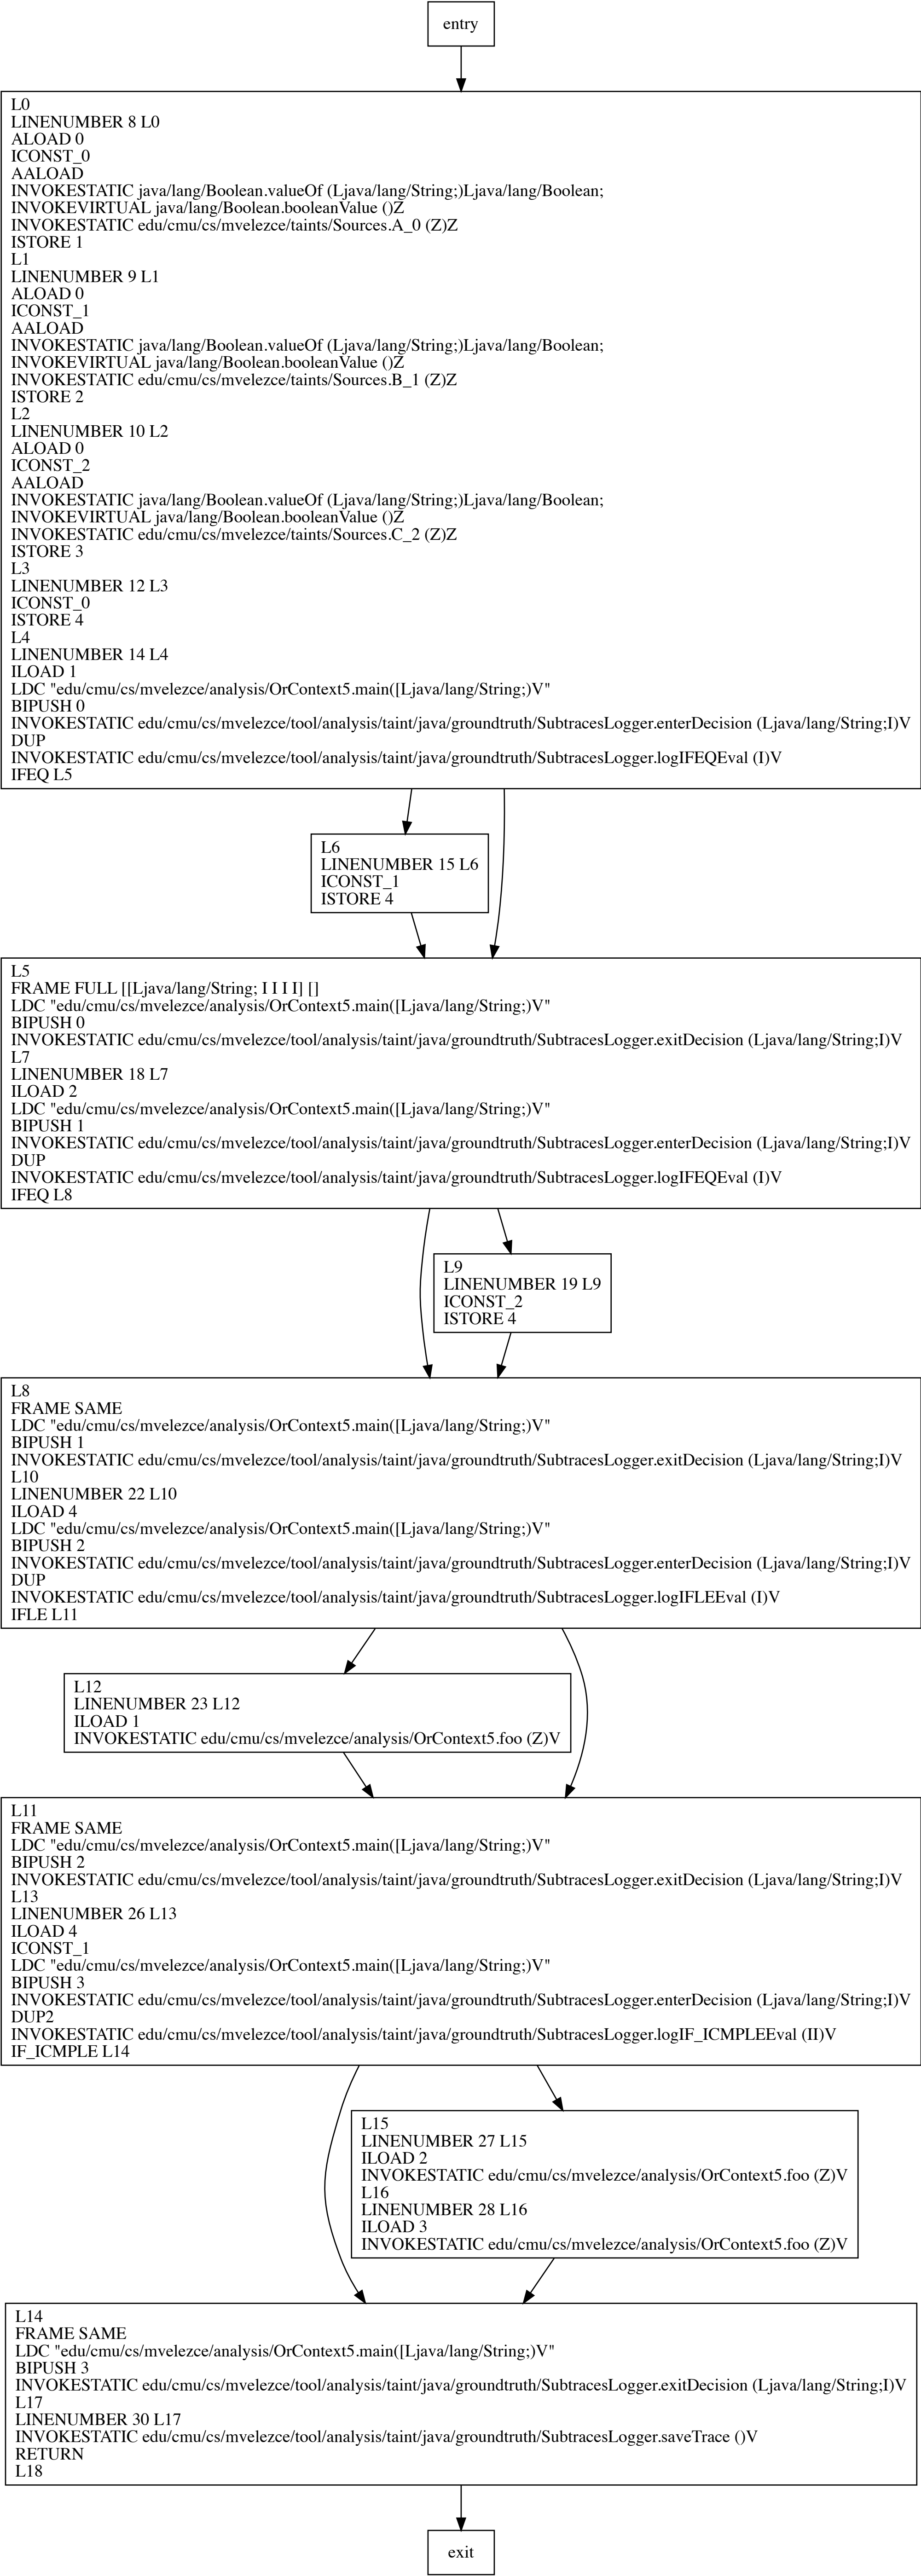 entry
L0
LINENUMBER 8 L0
ALOAD 0
ICONST_0
AALOAD
INVOKESTATIC java/lang/Boolean.valueOf (Ljava/lang/String;)Ljava/lang/Boolean;
INVOKEVIRTUAL java/lang/Boolean.booleanValue ()Z
INVOKESTATIC edu/cmu/cs/mvelezce/taints/Sources.A_0 (Z)Z
ISTORE 1
L1
LINENUMBER 9 L1
ALOAD 0
ICONST_1
AALOAD
INVOKESTATIC java/lang/Boolean.valueOf (Ljava/lang/String;)Ljava/lang/Boolean;
INVOKEVIRTUAL java/lang/Boolean.booleanValue ()Z
INVOKESTATIC edu/cmu/cs/mvelezce/taints/Sources.B_1 (Z)Z
ISTORE 2
L2
LINENUMBER 10 L2
ALOAD 0
ICONST_2
AALOAD
INVOKESTATIC java/lang/Boolean.valueOf (Ljava/lang/String;)Ljava/lang/Boolean;
INVOKEVIRTUAL java/lang/Boolean.booleanValue ()Z
INVOKESTATIC edu/cmu/cs/mvelezce/taints/Sources.C_2 (Z)Z
ISTORE 3
L3
LINENUMBER 12 L3
ICONST_0
ISTORE 4
L4
LINENUMBER 14 L4
ILOAD 1
LDC "edu/cmu/cs/mvelezce/analysis/OrContext5.main([Ljava/lang/String;)V"
BIPUSH 0
INVOKESTATIC edu/cmu/cs/mvelezce/tool/analysis/taint/java/groundtruth/SubtracesLogger.enterDecision (Ljava/lang/String;I)V
DUP
INVOKESTATIC edu/cmu/cs/mvelezce/tool/analysis/taint/java/groundtruth/SubtracesLogger.logIFEQEval (I)V
IFEQ L5
L6
LINENUMBER 15 L6
ICONST_1
ISTORE 4
L5
FRAME FULL [[Ljava/lang/String; I I I I] []
LDC "edu/cmu/cs/mvelezce/analysis/OrContext5.main([Ljava/lang/String;)V"
BIPUSH 0
INVOKESTATIC edu/cmu/cs/mvelezce/tool/analysis/taint/java/groundtruth/SubtracesLogger.exitDecision (Ljava/lang/String;I)V
L7
LINENUMBER 18 L7
ILOAD 2
LDC "edu/cmu/cs/mvelezce/analysis/OrContext5.main([Ljava/lang/String;)V"
BIPUSH 1
INVOKESTATIC edu/cmu/cs/mvelezce/tool/analysis/taint/java/groundtruth/SubtracesLogger.enterDecision (Ljava/lang/String;I)V
DUP
INVOKESTATIC edu/cmu/cs/mvelezce/tool/analysis/taint/java/groundtruth/SubtracesLogger.logIFEQEval (I)V
IFEQ L8
L9
LINENUMBER 19 L9
ICONST_2
ISTORE 4
L8
FRAME SAME
LDC "edu/cmu/cs/mvelezce/analysis/OrContext5.main([Ljava/lang/String;)V"
BIPUSH 1
INVOKESTATIC edu/cmu/cs/mvelezce/tool/analysis/taint/java/groundtruth/SubtracesLogger.exitDecision (Ljava/lang/String;I)V
L10
LINENUMBER 22 L10
ILOAD 4
LDC "edu/cmu/cs/mvelezce/analysis/OrContext5.main([Ljava/lang/String;)V"
BIPUSH 2
INVOKESTATIC edu/cmu/cs/mvelezce/tool/analysis/taint/java/groundtruth/SubtracesLogger.enterDecision (Ljava/lang/String;I)V
DUP
INVOKESTATIC edu/cmu/cs/mvelezce/tool/analysis/taint/java/groundtruth/SubtracesLogger.logIFLEEval (I)V
IFLE L11
L12
LINENUMBER 23 L12
ILOAD 1
INVOKESTATIC edu/cmu/cs/mvelezce/analysis/OrContext5.foo (Z)V
L11
FRAME SAME
LDC "edu/cmu/cs/mvelezce/analysis/OrContext5.main([Ljava/lang/String;)V"
BIPUSH 2
INVOKESTATIC edu/cmu/cs/mvelezce/tool/analysis/taint/java/groundtruth/SubtracesLogger.exitDecision (Ljava/lang/String;I)V
L13
LINENUMBER 26 L13
ILOAD 4
ICONST_1
LDC "edu/cmu/cs/mvelezce/analysis/OrContext5.main([Ljava/lang/String;)V"
BIPUSH 3
INVOKESTATIC edu/cmu/cs/mvelezce/tool/analysis/taint/java/groundtruth/SubtracesLogger.enterDecision (Ljava/lang/String;I)V
DUP2
INVOKESTATIC edu/cmu/cs/mvelezce/tool/analysis/taint/java/groundtruth/SubtracesLogger.logIF_ICMPLEEval (II)V
IF_ICMPLE L14
L15
LINENUMBER 27 L15
ILOAD 2
INVOKESTATIC edu/cmu/cs/mvelezce/analysis/OrContext5.foo (Z)V
L16
LINENUMBER 28 L16
ILOAD 3
INVOKESTATIC edu/cmu/cs/mvelezce/analysis/OrContext5.foo (Z)V
L14
FRAME SAME
LDC "edu/cmu/cs/mvelezce/analysis/OrContext5.main([Ljava/lang/String;)V"
BIPUSH 3
INVOKESTATIC edu/cmu/cs/mvelezce/tool/analysis/taint/java/groundtruth/SubtracesLogger.exitDecision (Ljava/lang/String;I)V
L17
LINENUMBER 30 L17
INVOKESTATIC edu/cmu/cs/mvelezce/tool/analysis/taint/java/groundtruth/SubtracesLogger.saveTrace ()V
RETURN
L18
exit